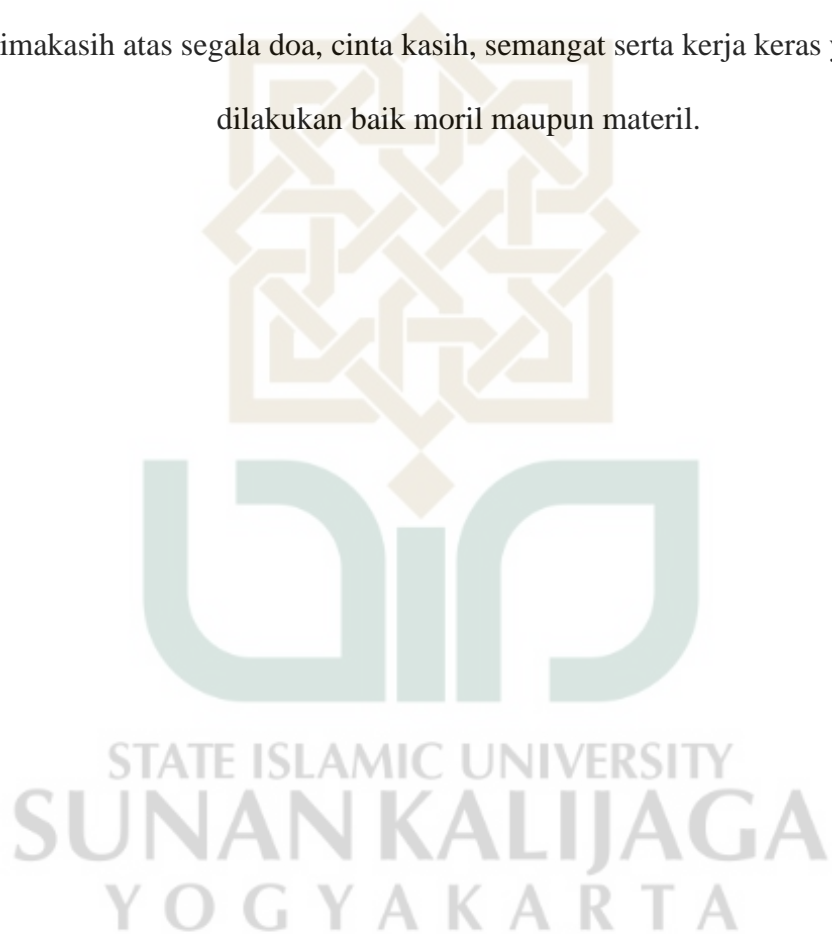 imakasih atas segala doa, cinta kasih, semangat serta kerja keras
dilakukan baik moril maupun materil.
STATE ISLAMIC UNIVERSITY
SUNAN KALIJAGA
YOGYAKARTA